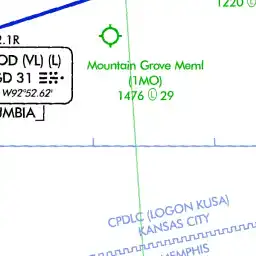 1220 Ⓛ
2.1R
OD (VL) (L)
GD 31
W92°52.62'
UMBIA
Mountain Grove Meml
(1MO)
1476 Ⓛ 29
CPDLC (LOGON KUSA)
KANSAS CITY
MEMPHIS